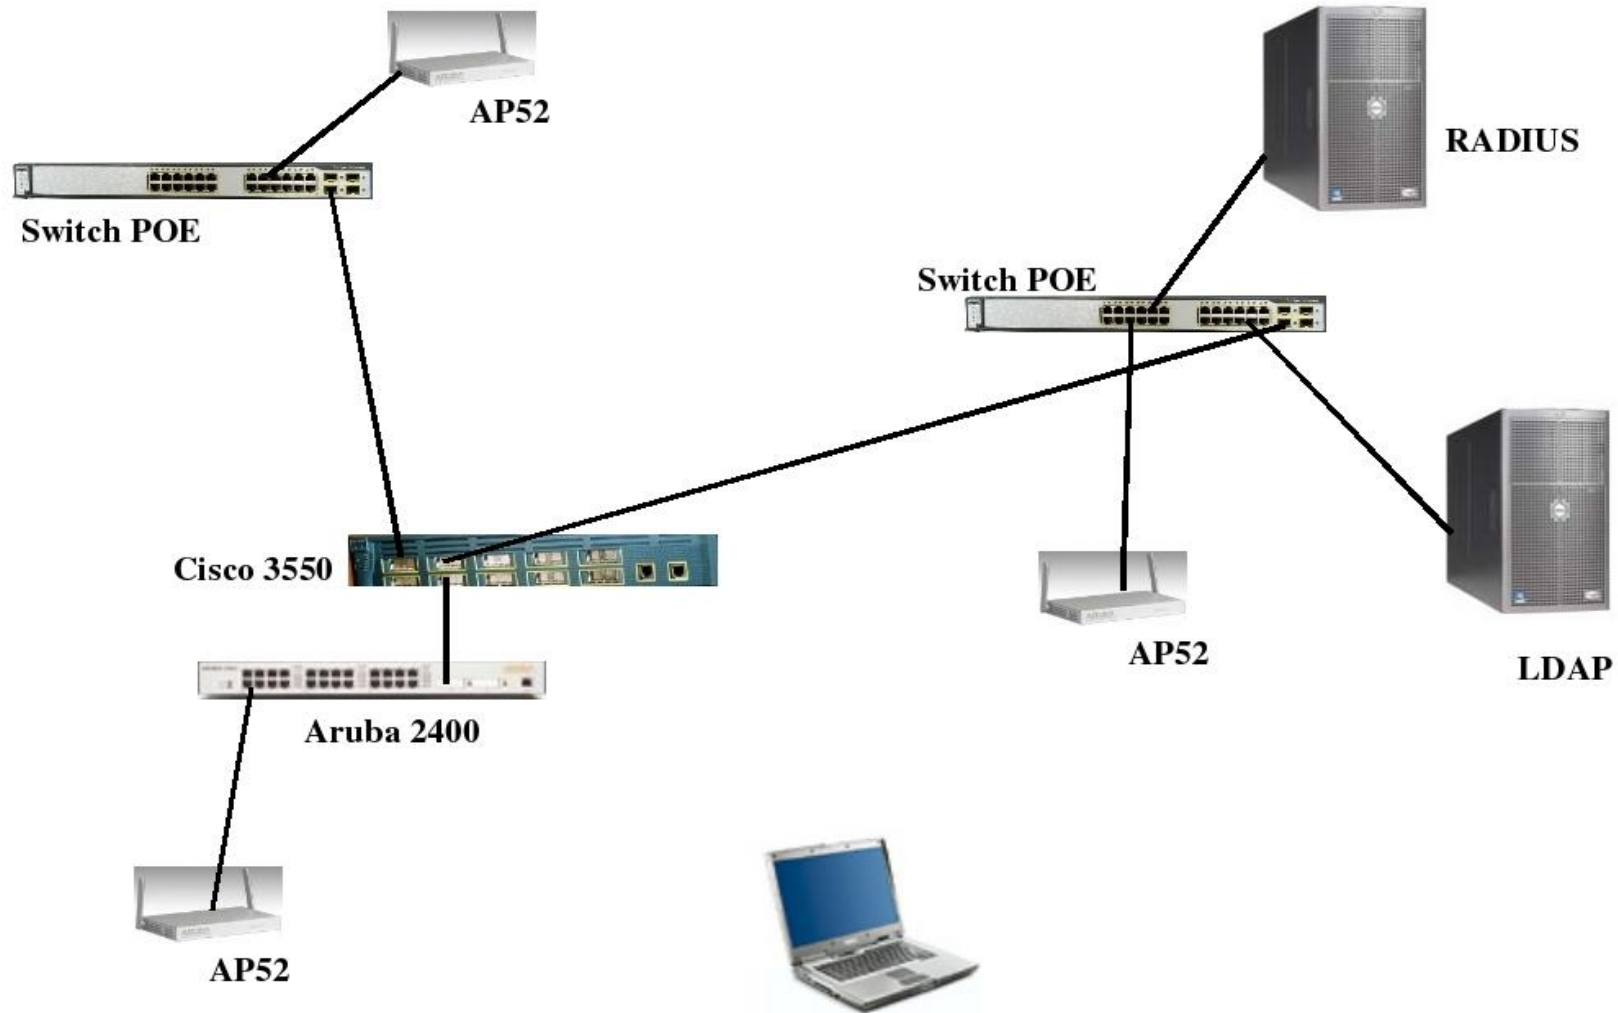 AP52
RADIUS
Switch POE
Switch POE
Cisco 3550
AP52
LDAP
Aruba 2400
AP52